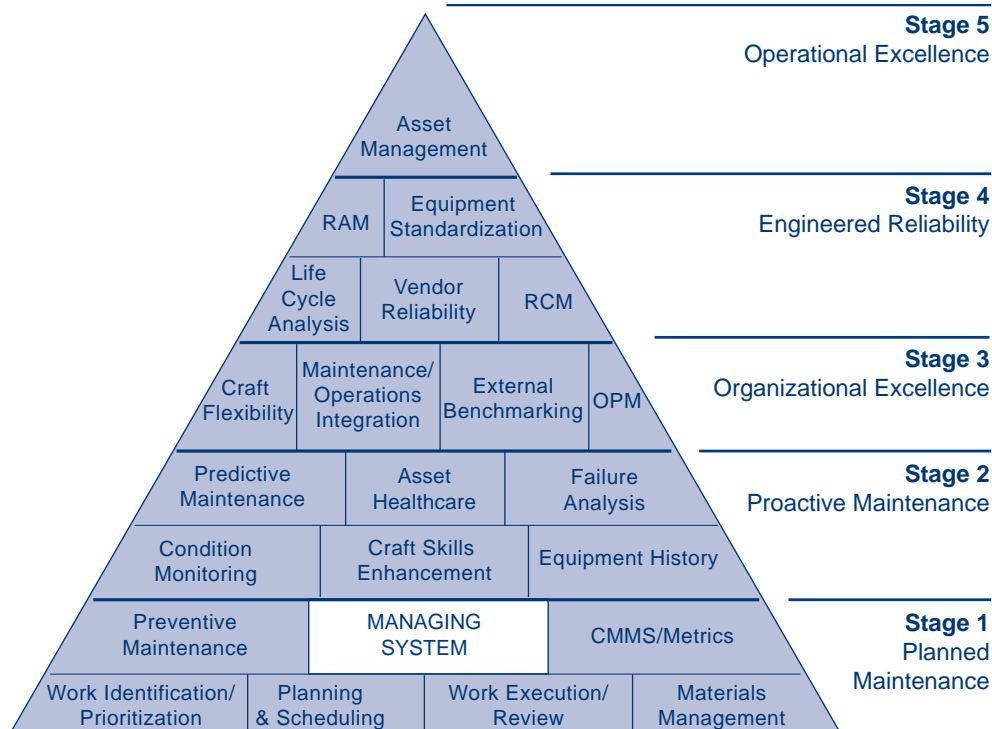 Stage 5
Operational Excellence
Asset
Management
Stage 4
Engineered Reliability
RAM
Equipment
Standardization
Life
Cycle
Analysis
Vendor
Reliability
RCM
Stage 3
Organizational Excellence
Craft
Flexibility
Maintenance/
Operations
Integration
External
Benchmarking
OPM
Stage 2
Proactive Maintenance
Predictive
Maintenance
Asset
Healthcare
Failure
Analysis
Condition
Monitoring
Craft Skills
Enhancement
Equipment History
Stage 1
Planned
Maintenance
Preventive
Maintenance
MANAGING
SYSTEM
CMMS/Metrics
Work Identification/
Prioritization
Planning
& Scheduling
Work Execution/
Review
Materials
Management